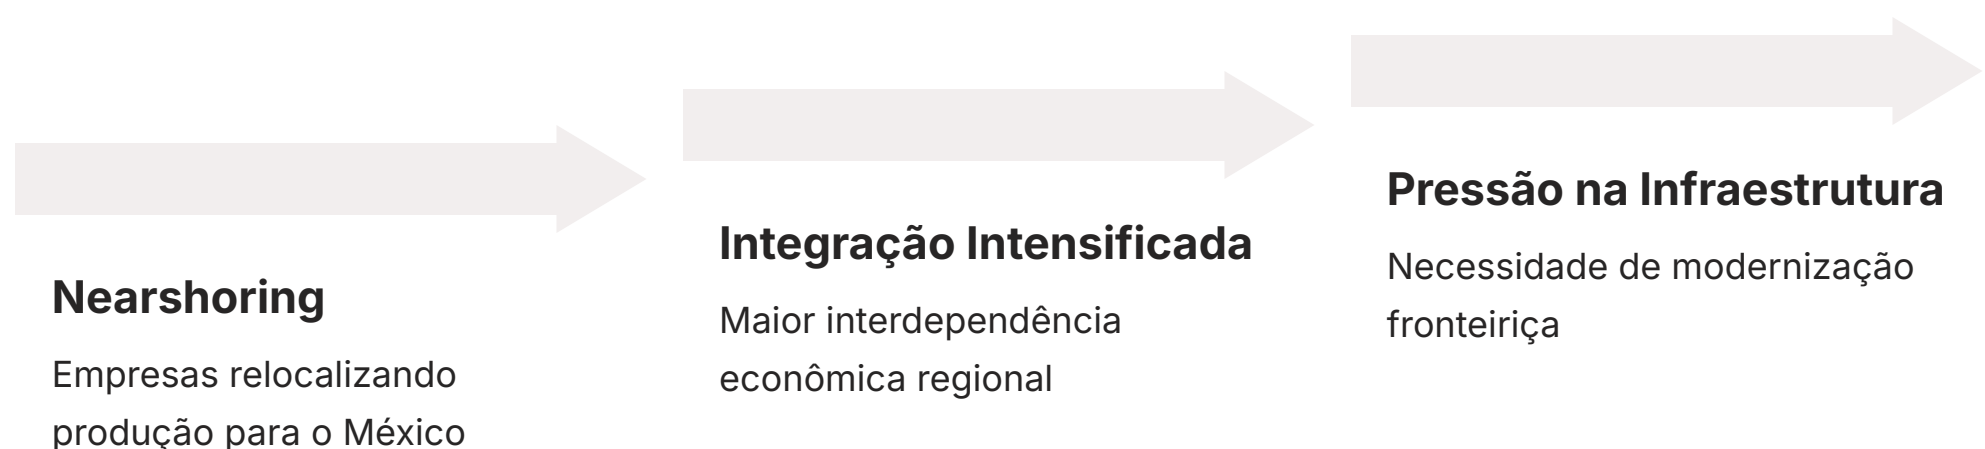 Nearshoring
Empresas relocalizando
produção para o México
Integração Intensificada
Maior interdependência
econômica regional
Pressão na Infraestrutura
Necessidade de modernização
fronteiriça